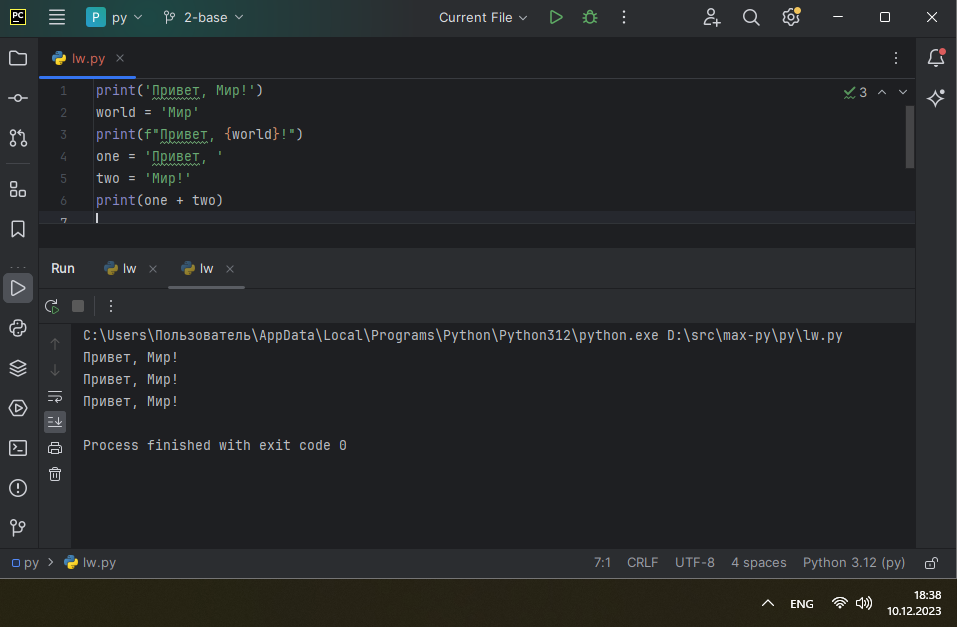 PC P py 2-base Current File
lw.py
1 print('Привет, Мир!')
3
2 world = 'Мир'
3 print(f"Привет, {world}!")
4 one = 'Привет, '
5 two = 'Мир!'
6 print(one + two)
7
Run lw lw
C:\Users\Пользователь\AppData\Local\Programs\Python\Python312\python.exe D:\src\max-py\py\lw.py
Привет, Мир!
Привет, Мир!
Привет, Мир!
Process finished with exit code 0
py lw.py 7:1 CRLF UTF-8 4 spaces Python 3.12 (py)
ENG
18:38
10.12.2023